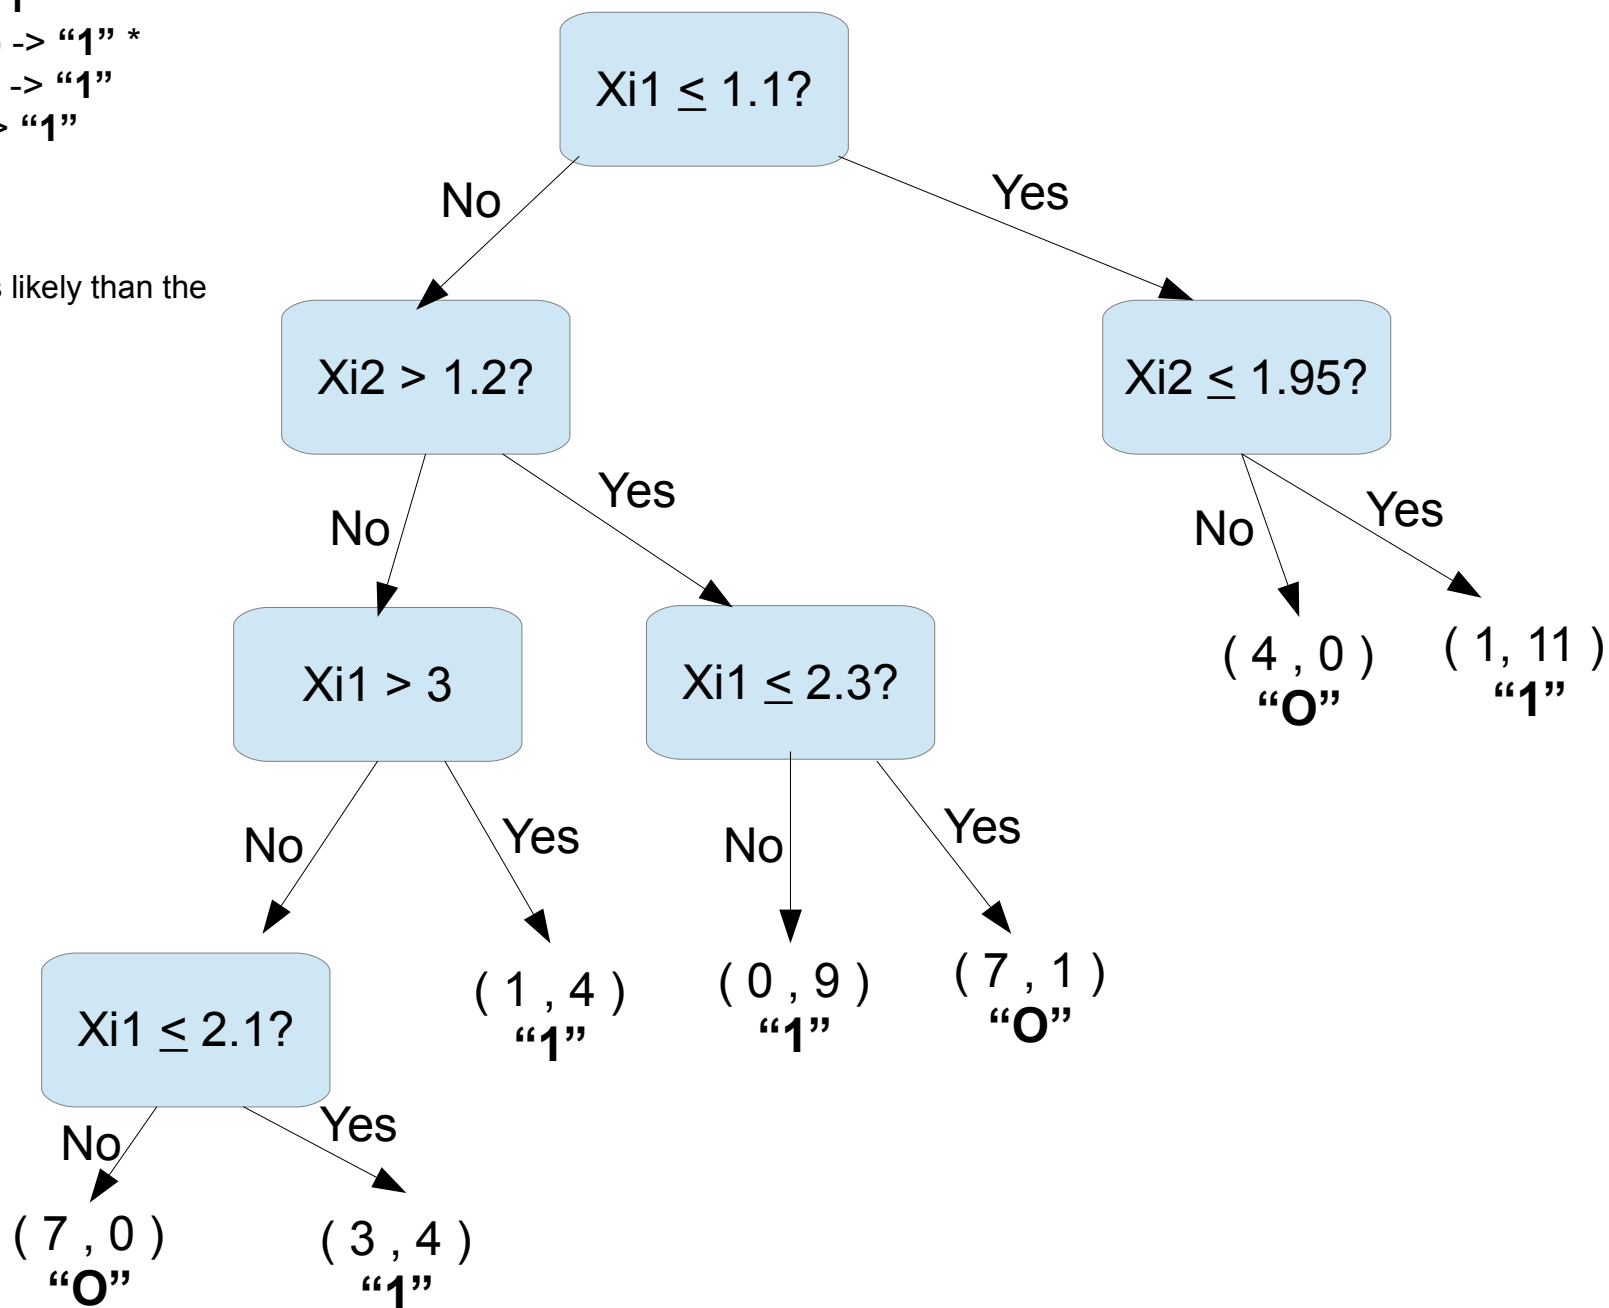 -> “1” *
-> “1”
> “1”
Xi1 ≤ 1.1?
No
Yes
likely than the
Xi2 > 1.2?
Xi2 ≤ 1.95?
No
Yes
No
Yes
Xi1 > 3
Xi1 ≤ 2.3?
( 4 , 0 )
“O”
( 1, 11 )
“1”
No
Yes
No
Yes
Xi1 ≤ 2.1?
( 1 , 4 )
“1”
( 0 , 9 )
“1”
( 7 , 1 )
“O”
No
Yes
( 7 , 0 )
“O”
( 3 , 4 )
“1”